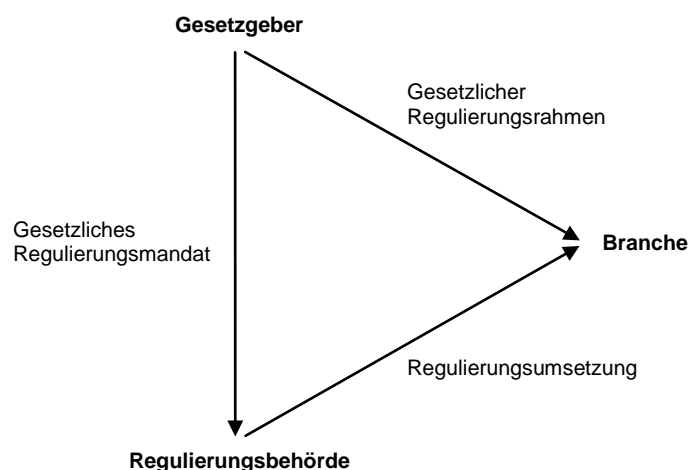 Gesetzgeber
Gesetzlicher
Regulierungsrahmen
Gesetzliches
Regulierungsmandat
Branche
Regulierungsumsetzung
Regulierungsbehörde